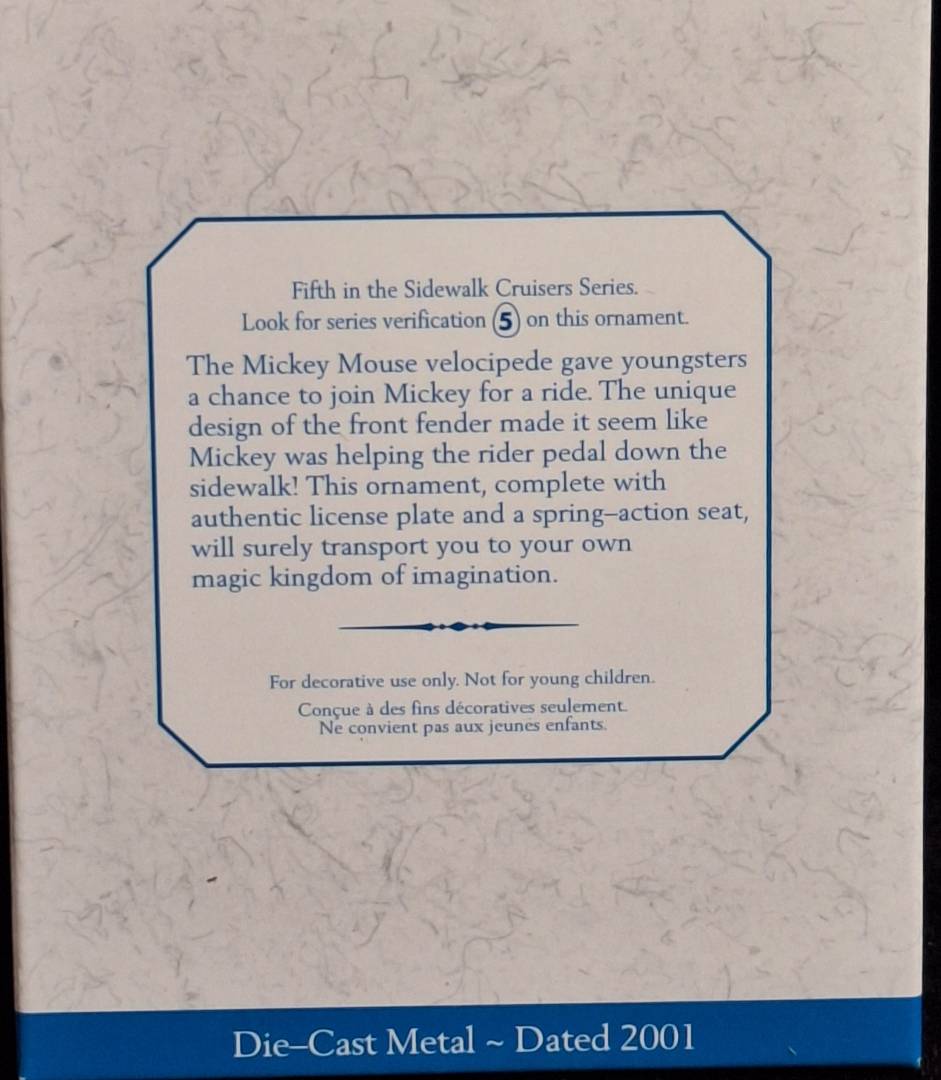 Fifth in the Sidewalk Cruisers Series.
Look for series verification 5 on this ornament.
The Mickey Mouse velocipede gave youngsters
a chance to join Mickey for a ride. The unique
design of the front fender made it seem like
Mickey was helping the rider pedal down the
sidewalk! This ornament, complete with
authentic license plate and a spring–action seat,
will surely transport you to your own
magic kingdom of imagination.
For decorative use only. Not for young children.
Conçue à des fins décoratives seulement.
Ne convient pas aux jeunes enfants.
Die–Cast Metal ~ Dated 2001